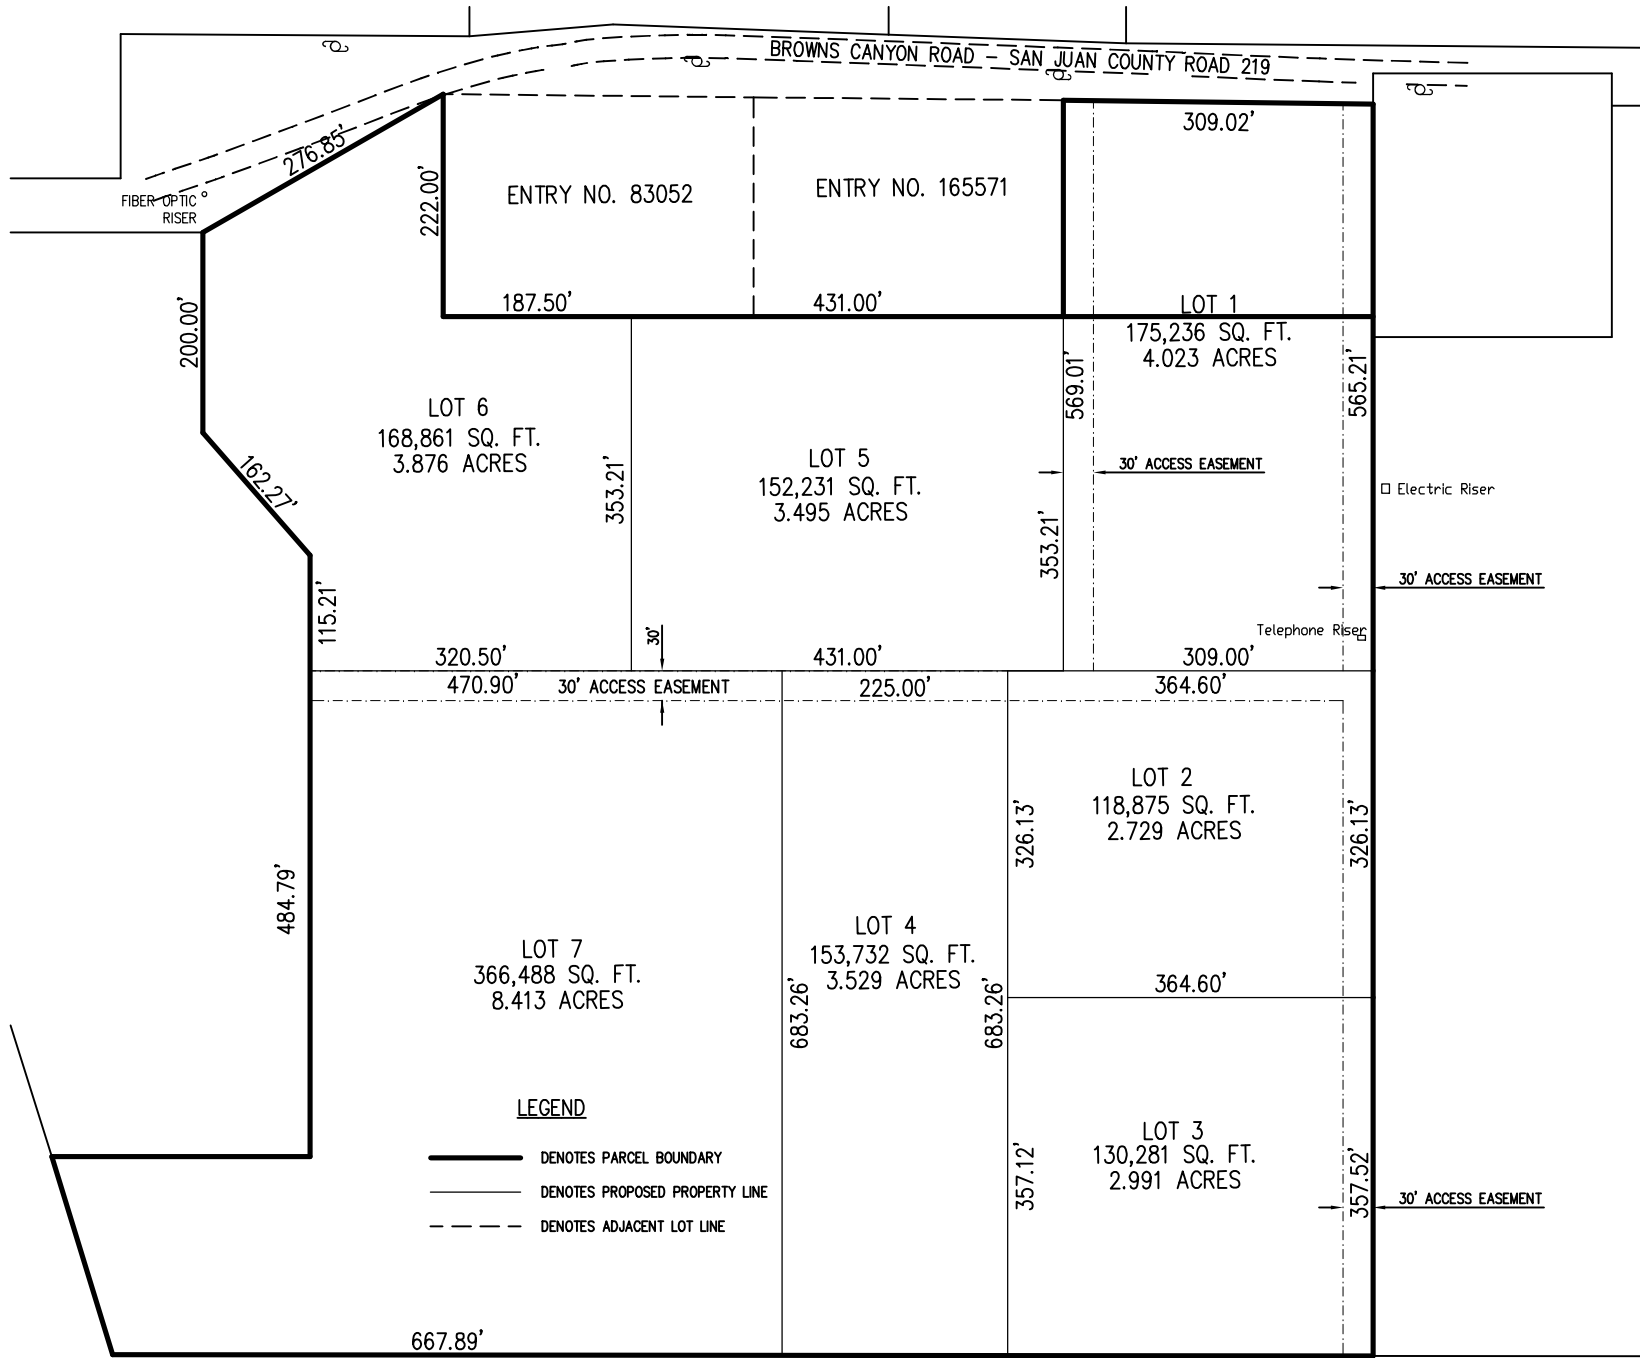 BROWNS CANYON ROAD - SAN JUAN COUNTY ROAD 219
309.02'
276.85'
FIBER OPTIC
RISER
222.00'
ENTRY NO. 83052
ENTRY NO. 165571
187.50'
431.00'
LOT 1
175,236 SQ. FT.
4.023 ACRES
200.00'
569.01'
565.21'
LOT 6
168,861 SQ. FT.
3.876 ACRES
LOT 5
152,231 SQ. FT.
3.495 ACRES
30' ACCESS EASEMENT
162.27'
353.21'
353.21'
Electric Riser
30' ACCESS EASEMENT
115.21'
Telephone Riser
30'
320.50'
431.00'
309.00'
470.90'
30' ACCESS EASEMENT
225.00'
364.60'
LOT 2
118,875 SQ. FT.
2.729 ACRES
326.13'
326.13'
484.79'
LOT 7
366,488 SQ. FT.
8.413 ACRES
LOT 4
153,732 SQ. FT.
3.529 ACRES
364.60'
683.26'
683.26'
LEGEND
DENOTES PARCEL BOUNDARY
DENOTES PROPOSED PROPERTY LINE
DENOTES ADJACENT LOT LINE
LOT 3
130,281 SQ. FT.
2.991 ACRES
357.12'
357.52'
30' ACCESS EASEMENT
667.89'